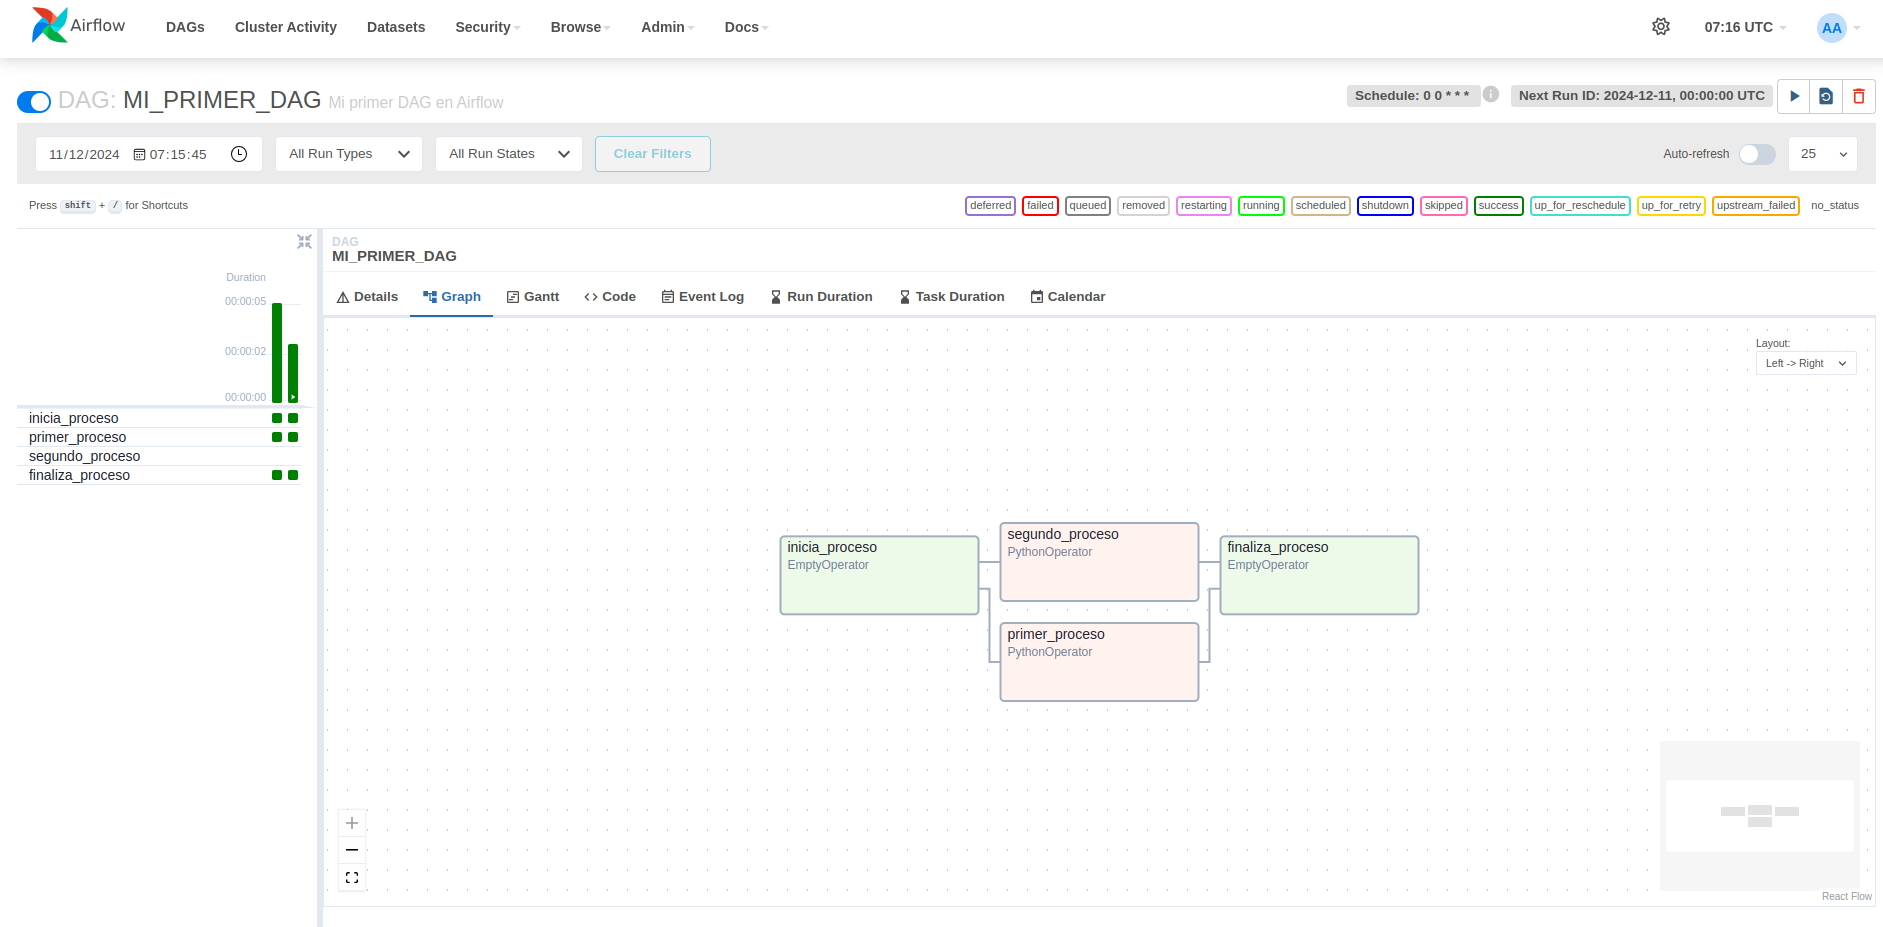 Airflow DAGs Cluster Activity Datasets Security Browse Admin Docs 07:16 UTC AA
DAG: MI_PRIMER_DAG Mi primer DAG en Airflow Schedule: 0 0 * * * i Next Run ID: 2024-12-11, 00:00:00 UTC
11/12/2024 07:15:45 All Run Types All Run States Clear Filters Auto-refresh 25
Press shift + / for Shortcuts deferred failed queued removed restarting running scheduled shutdown skipped success up_for_reschedule up_for_retry upstream_failed no_status
DAG
MI_PRIMER_DAG
Details Graph Gantt Code Event Log Run Duration Task Duration Calendar
Duration
00:00:05
00:00:02
00:00:00
inicia_proceso
primer_proceso
segundo_proceso
finaliza_proceso
Layout:
Left -> Right
inicia_proceso
EmptyOperator
segundo_proceso
PythonOperator
primer_proceso
PythonOperator
finaliza_proceso
EmptyOperator
React Flow